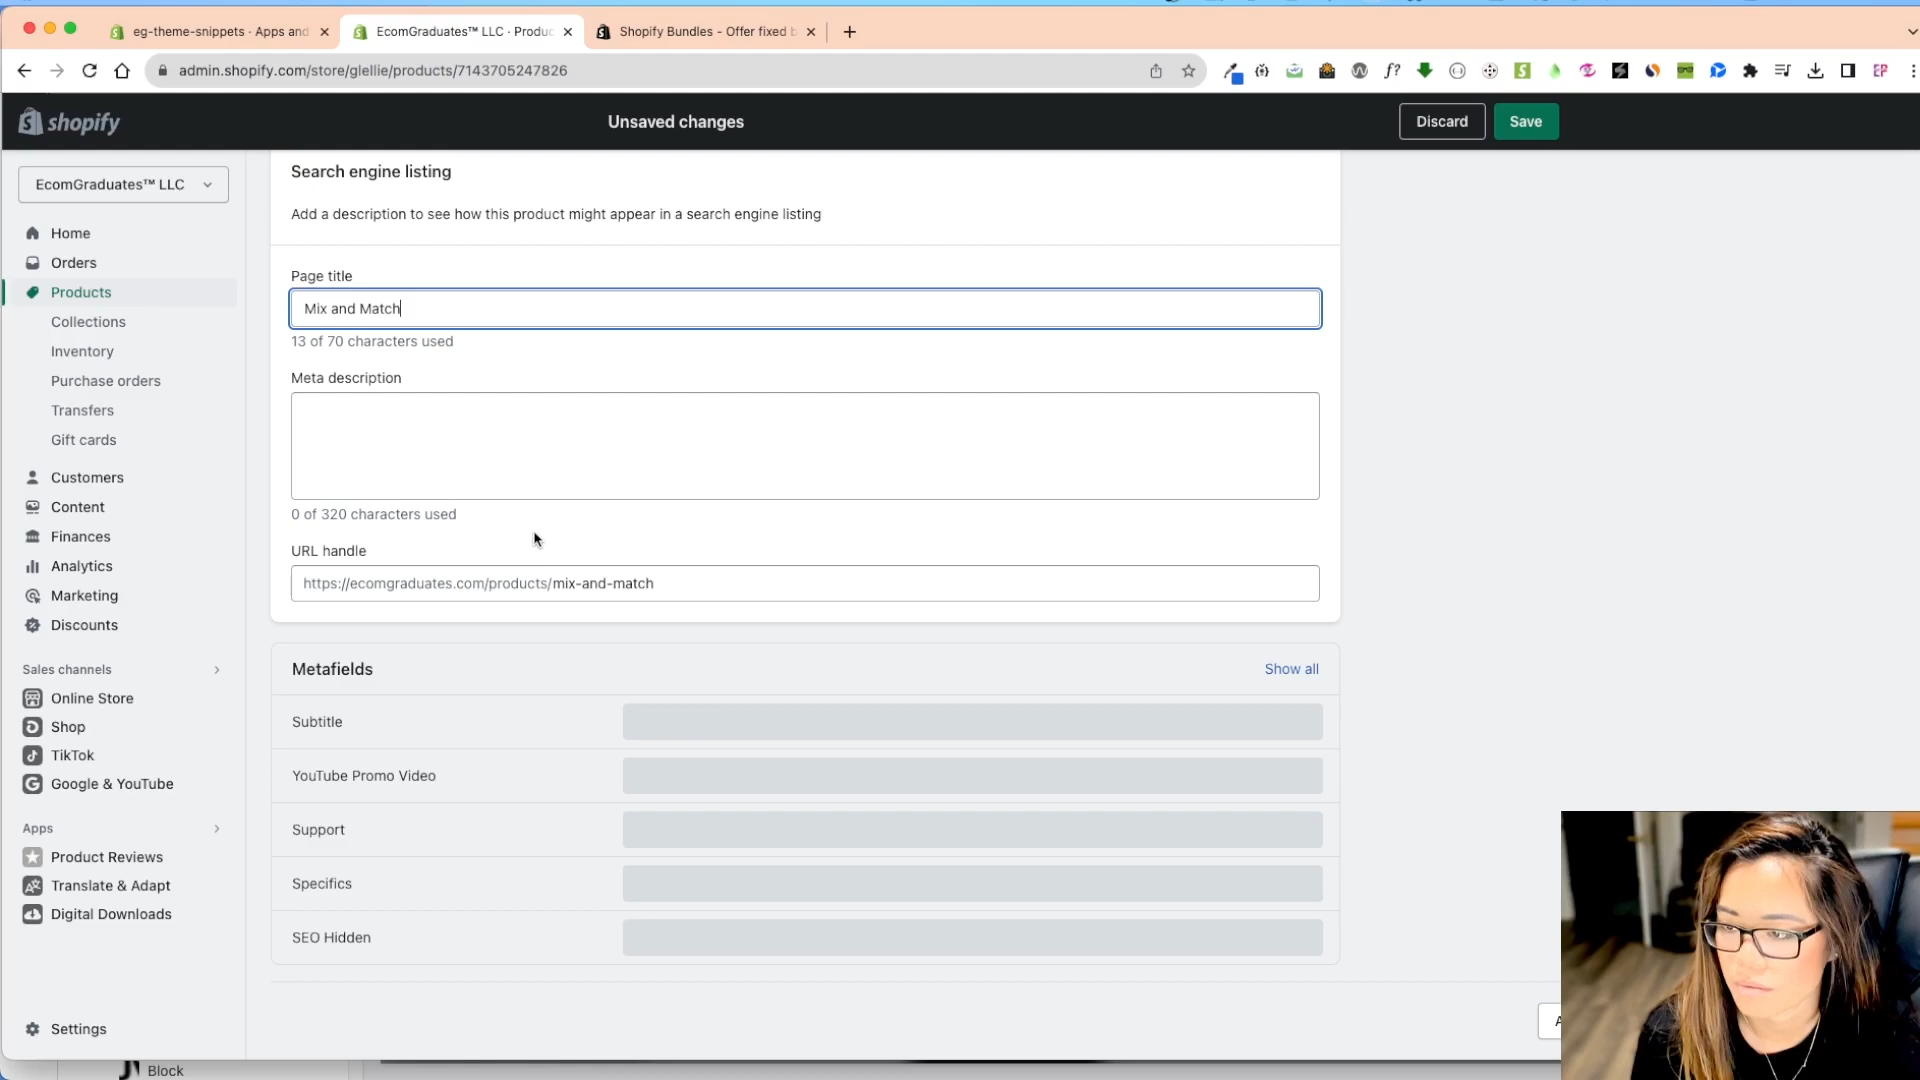 eg-theme-snippets · Apps and
EcomGraduates™ LLC · Produc
Shopify Bundles - Offer fixed b
admin.shopify.com/store/glellie/products/7143705247826
shopify
Unsaved changes
Discard
Save
EcomGraduates™ LLC
Home
Orders
Products
Collections
Inventory
Purchase orders
Transfers
Gift cards
Customers
Content
Finances
Analytics
Marketing
Discounts
Sales channels
Online Store
Shop
TikTok
Google & YouTube
Apps
Product Reviews
Translate & Adapt
Digital Downloads
Settings
Search engine listing
Add a description to see how this product might appear in a search engine listing
Page title
Mix and Match
13 of 70 characters used
Meta description
0 of 320 characters used
URL handle
https://ecomgraduates.com/products/mix-and-match
Metafields
Show all
Subtitle
YouTube Promo Video
Support
Specifics
SEO Hidden
Block